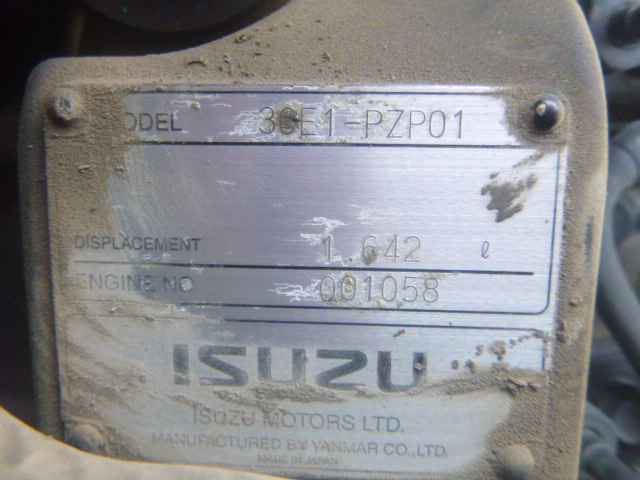 MODEL 3CE1-PZP01
DISPLACEMENT 1.642 ℓ
ENGINE NO 001058
ISUZU
ISUZU MOTORS LTD.
MANUFACTURED BY YANMAR CO., LTD.
MADE IN JAPAN